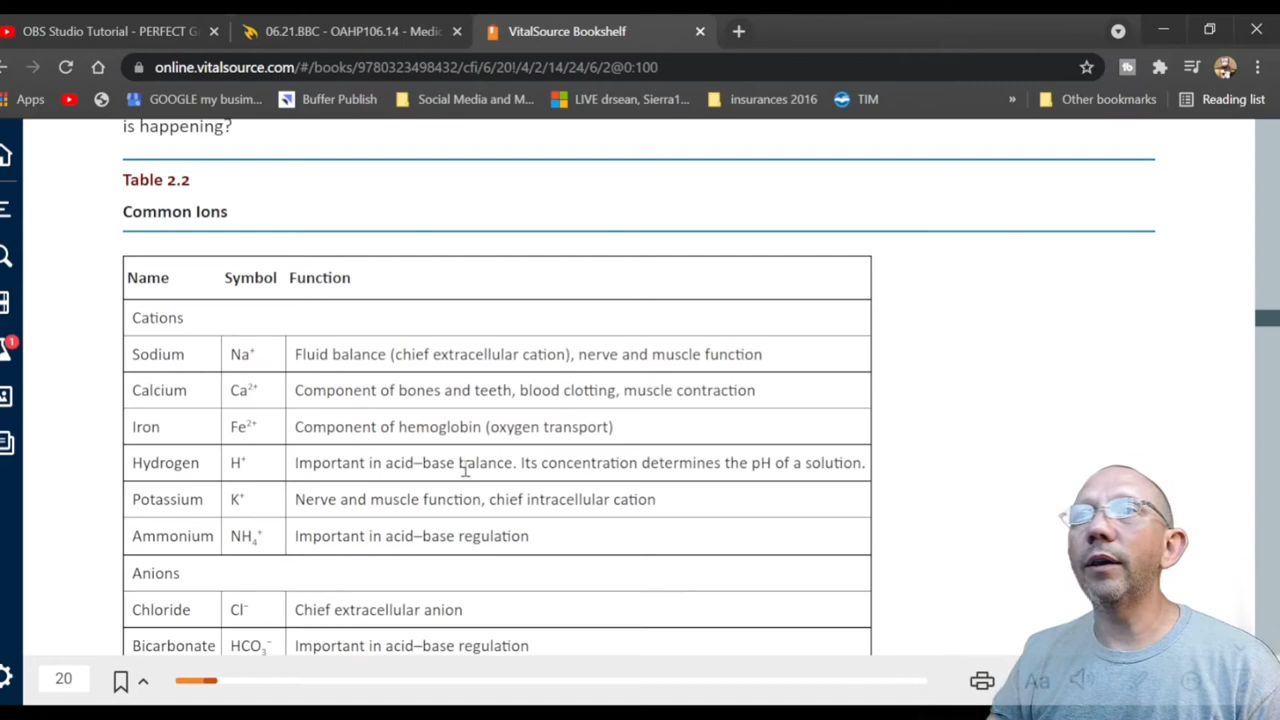 OBS Studio Tutorial - PERFECT G
06.21.BBC - OAHP106.14 - Medic
VitalSource Bookshelf
online.vitalsource.com/#/books/9780323498432/cfi/6/20!/4/2/14/24/6/2@0:100
Apps
GOOGLE my busim...
Buffer Publish
Social Media and M...
LIVE drsean, Sierra1...
insurances 2016
TIM
»
Other bookmarks
Reading list
is happening?
Table 2.2
Common Ions
Name Symbol Function
Cations
Sodium Na⁺ Fluid balance (chief extracellular cation), nerve and muscle function
Calcium Ca²⁺ Component of bones and teeth, blood clotting, muscle contraction
Iron Fe²⁺ Component of hemoglobin (oxygen transport)
Hydrogen H⁺ Important in acid–base balance. Its concentration determines the pH of a solution.
Potassium K⁺ Nerve and muscle function, chief intracellular cation
Ammonium NH₄⁺ Important in acid–base regulation
Anions
Chloride Cl⁻ Chief extracellular anion
Bicarbonate HCO₃⁻ Important in acid–base regulation
1
20
Aa